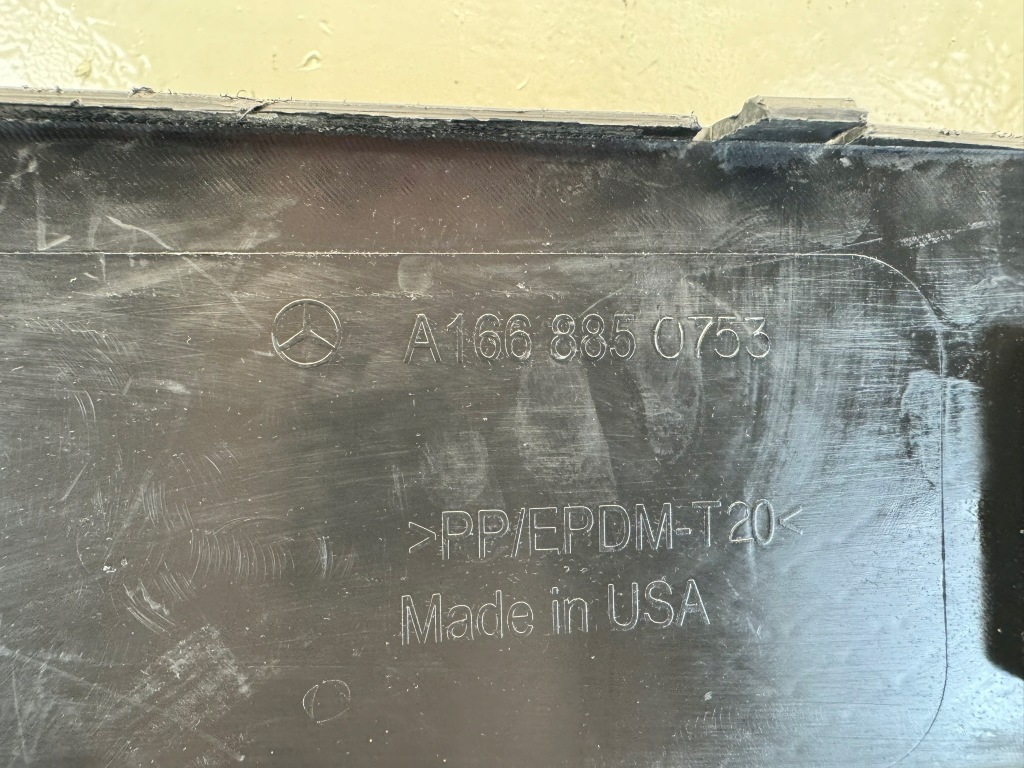 A166 885 0753
>PP/EPDM-T20<
Made in USA